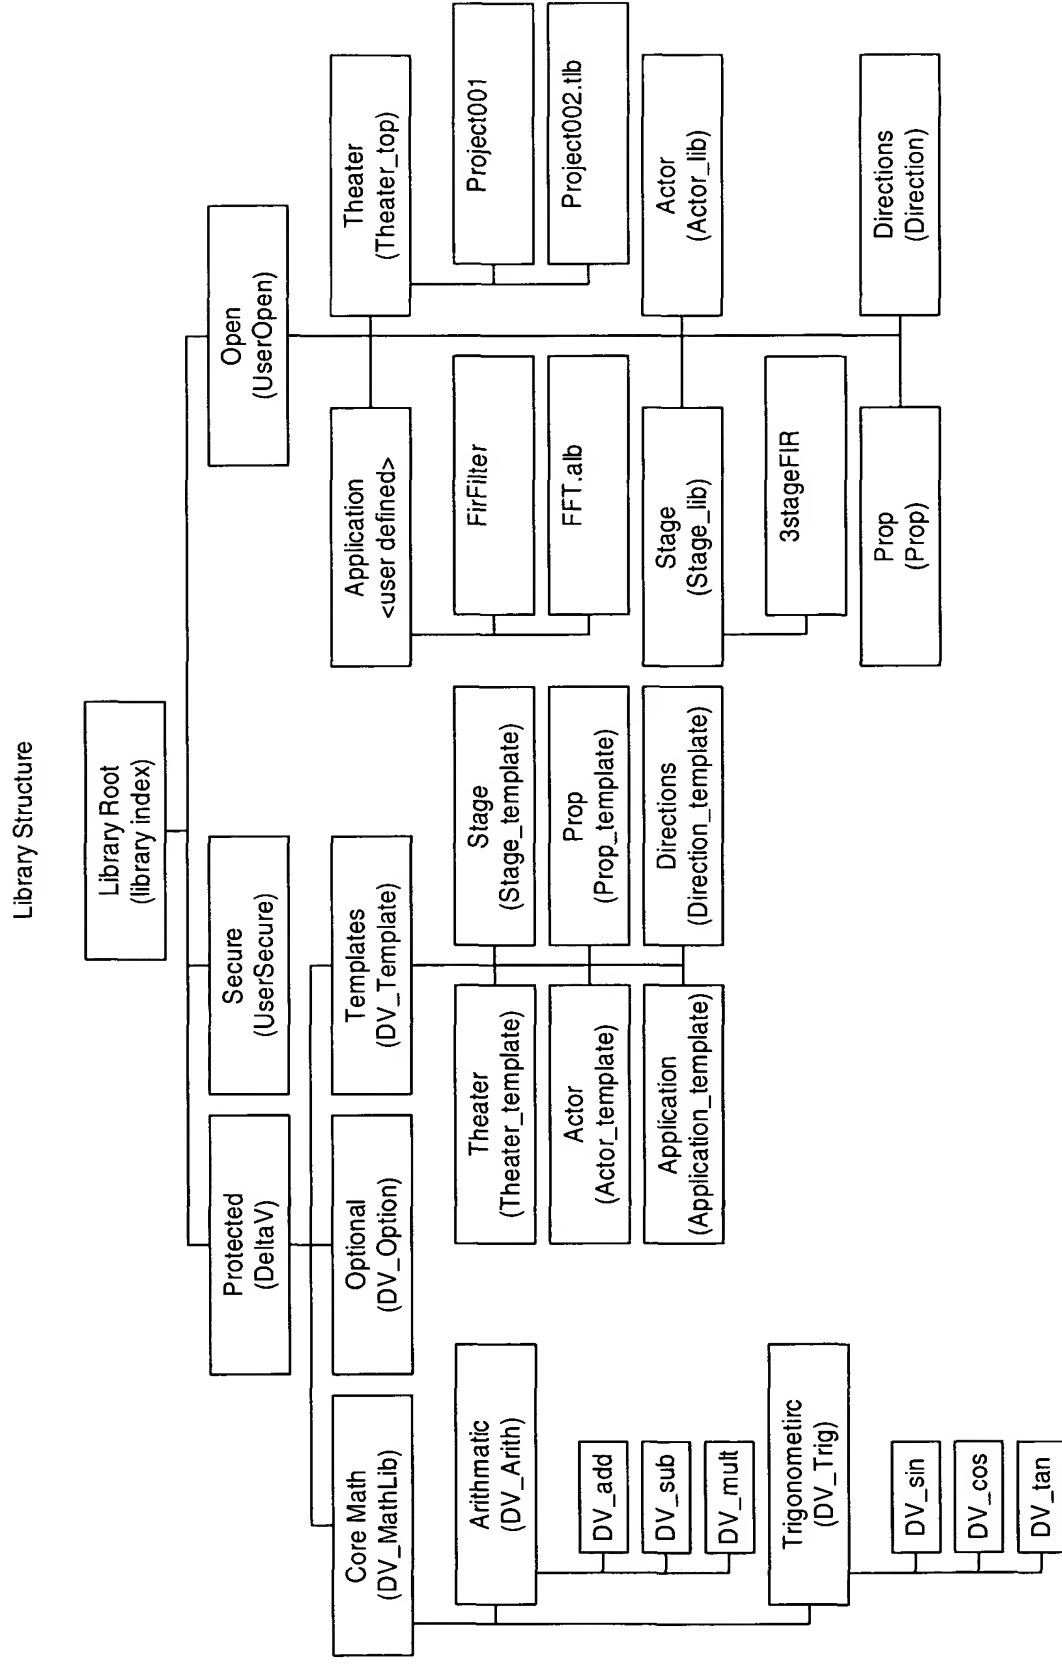 Library Structure
Library Root
(library index)
Protected
(DeltaV)
Secure
(UserSecure)
Open
(UserOpen)
Core Math
(DV_MathLib)
Optional
(DV_Option)
Templates
(DV_Template)
Application
<user defined>
Theater
(Theater_top)
Arithmatic
(DV_Arith)
DV_add
DV_sub
DV_mult
Trigonometirc
(DV_Trig)
DV_sin
DV_cos
DV_tan
Theater
(Theater_template)
Stage
(Stage_template)
Actor
(Actor_template)
Prop
(Prop_template)
Application
(Application_template)
Directions
(Direction_template)
FirFilter
FFT.alb
Project001
Project002.tlb
Stage
(Stage_lib)
Actor
(Actor_lib)
3stageFIR
Prop
(Prop)
Directions
(Direction)